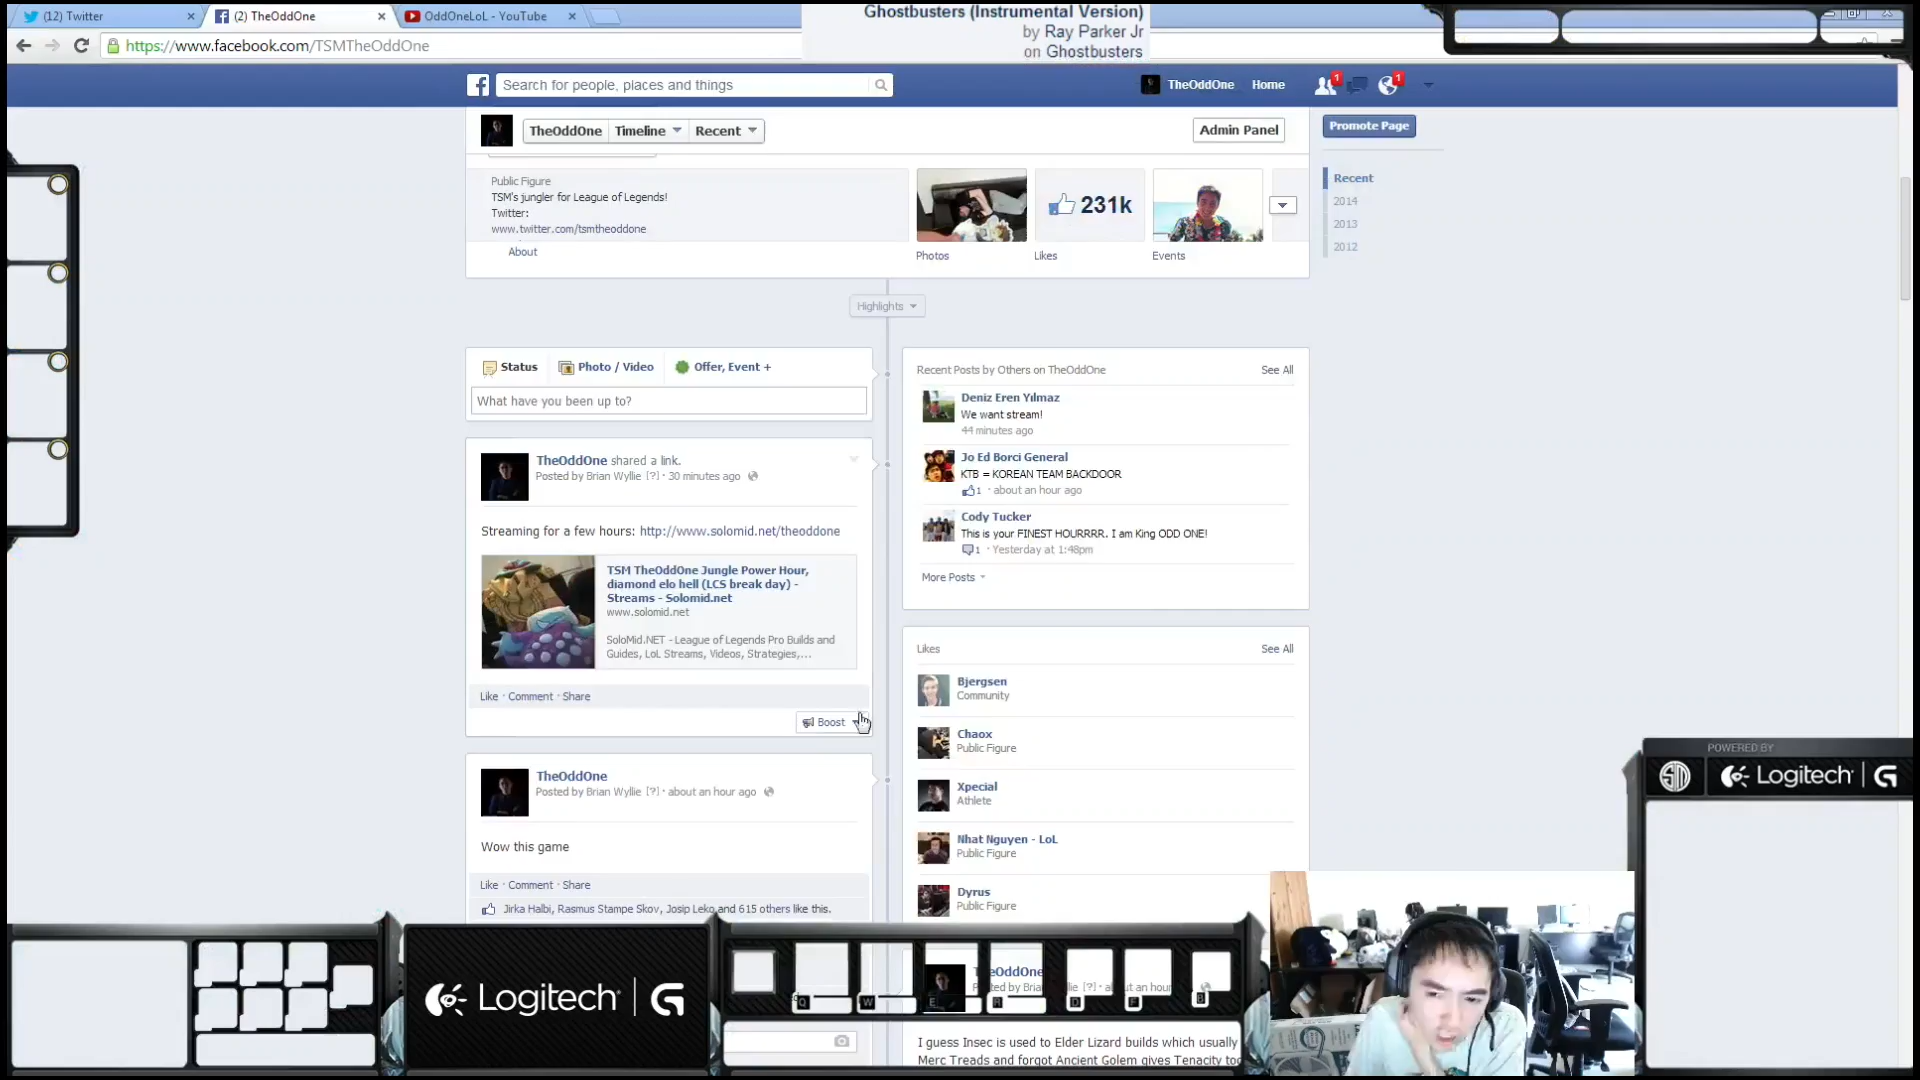 (12) Twitter
(2) TheOddOne
OddOneLoL - YouTube
Ghostbusters (Instrumental Version)
by Ray Parker Jr
on Ghostbusters
https://www.facebook.com/TSMTheOddOne
Search for people, places and things
TheOddOne
Home
1
1
TheOddOne
Timeline
Recent
Admin Panel
Promote Page
Recent
2014
2013
2012
Public Figure
TSM's jungler for League of Legends!
Twitter:
www.twitter.com/tsmtheoddone
About
231k
Photos
Likes
Events
Highlights
Status
Photo / Video
Offer, Event +
What have you been up to?
TheOddOne shared a link.
Posted by Brian Wyllie [?] · 30 minutes ago
Streaming for a few hours: http://www.solomid.net/theoddone
TSM TheOddOne Jungle Power Hour,
diamond elo hell (LCS break day) -
Streams - Solomid.net
www.solomid.net
SoloMid.NET - League of Legends Pro Builds and
Guides, LoL Streams, Videos, Strategies,...
Like · Comment · Share
Boost
TheOddOne
Posted by Brian Wyllie [?] · about an hour ago
Wow this game
Like · Comment · Share
Jirka Halbi, Rasmus Stampe Skov, Josip Leko and 615 others like this.
Recent Posts by Others on TheOddOne
See All
Deniz Eren Yılmaz
We want stream!
44 minutes ago
Jo Ed Borci General
KTB = KOREAN TEAM BACKDOOR
1 · about an hour ago
Cody Tucker
This is your FINEST HOURRRR. I am King ODD ONE!
1 · Yesterday at 1:48pm
More Posts
Likes
See All
Bjergsen
Community
Chaox
Public Figure
Xpecial
Athlete
Nhat Nguyen - LoL
Public Figure
Dyrus
Public Figure
POWERED BY
Logitech G
Logitech G
Q W E R D F B
I guess Insec is used to Elder Lizard builds which usually
Merc Treads and forgot Ancient Golem gives Tenacity